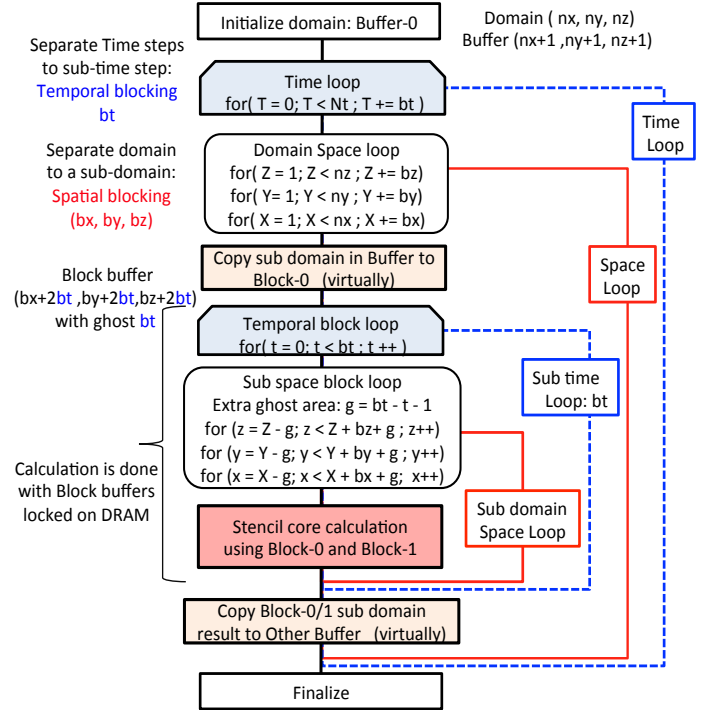 Initialize domain: Buffer-0
Domain ( nx, ny, nz)
Buffer (nx+1 ,ny+1, nz+1)
Separate Time steps
to sub-time step:
Temporal blocking
bt
Time loop
for( T = 0; T < Nt ; T += bt )
Time
Loop
Separate domain
to a sub-domain:
Spatial blocking
(bx, by, bz)
Domain Space loop
for( Z = 1; Z < nz ; Z += bz)
for( Y= 1; Y < ny ; Y += by)
for( X = 1; X < nx ; X += bx)
Copy sub domain in Buffer to
Block-0 (virtually)
Space
Loop
Block buffer
(bx+2bt ,by+2bt,bz+2bt)
with ghost bt
Temporal block loop
for( t = 0; t < bt ; t ++ )
Sub time
Loop: bt
Sub space block loop
Extra ghost area: g = bt - t - 1
for (z = Z - g; z < Z + bz+ g ; z++)
for (y = Y - g; y < Y + by + g ; y++)
for (x = X - g; x < X + bx + g; x++)
Calculation is done
with Block buffers
locked on DRAM
Sub domain
Space Loop
Stencil core calculation
using Block-0 and Block-1
Copy Block-0/1 sub domain
result to Other Buffer (virtually)
Finalize